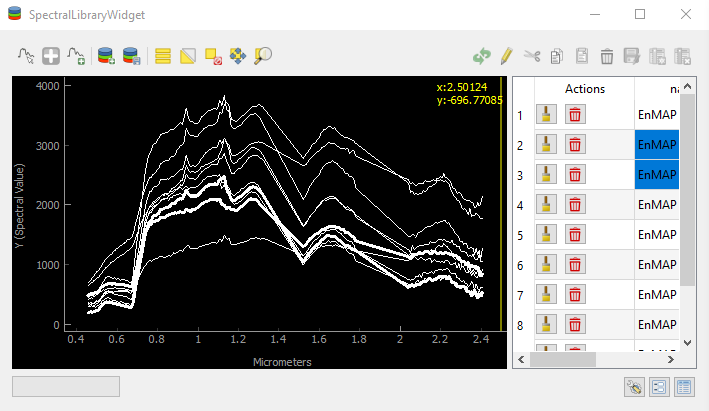 SpectralLibraryWidget
x:2.50124
y:-696.77085
4000
3000
2000
1000
0
Y (Spectral Value)
0.4 0.6 0.8 1 1.2 1.4 1.6 1.8 2 2.2 2.4
Micrometers
Actions na
1 EnMAP
2 EnMAP
3 EnMAP
4 EnMAP
5 EnMAP
6 EnMAP
7 EnMAP
8 EnMAP